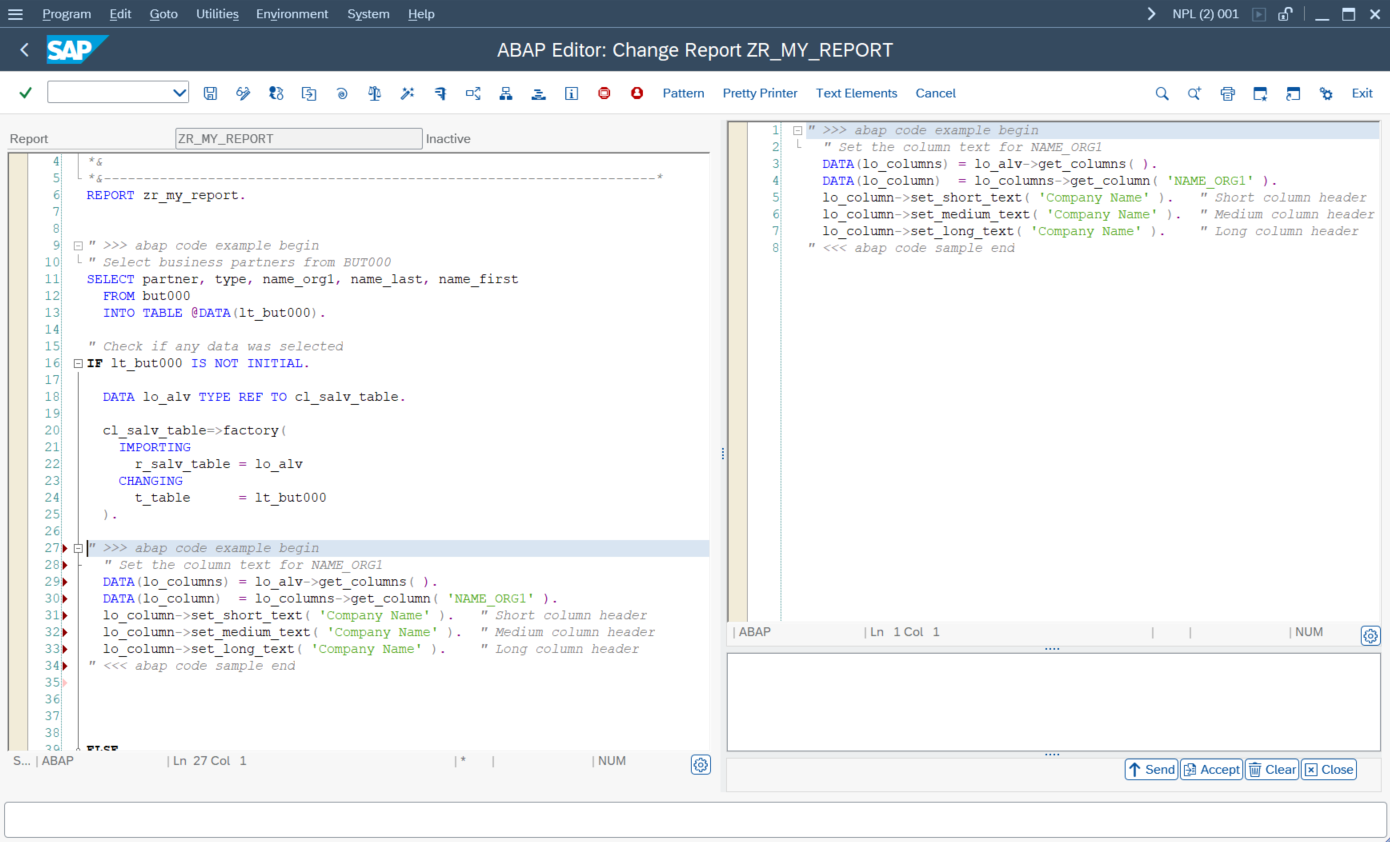 Program Edit Goto Utilities Environment System Help NPL (2) 001
SAP ABAP Editor: Change Report ZR_MY_REPORT
Pattern Pretty Printer Text Elements Cancel Exit
Report ZR_MY_REPORT Inactive
4 *&
5 *&---------------------------------------------------------------------*
6 REPORT zr_my_report.
7
8
9 " >>> abap code example begin
10 " Select business partners from BUT000
11 SELECT partner, type, name_org1, name_last, name_first
12 FROM but000
13 INTO TABLE @DATA(lt_but000).
14
15 " Check if any data was selected
16 IF lt_but000 IS NOT INITIAL.
17
18 DATA lo_alv TYPE REF TO cl_salv_table.
19
20 cl_salv_table=>factory(
21 IMPORTING
22 r_salv_table = lo_alv
23 CHANGING
24 t_table = lt_but000
25 ).
26
27 " >>> abap code example begin
28 " Set the column text for NAME_ORG1
29 DATA(lo_columns) = lo_alv->get_columns( ).
30 DATA(lo_column) = lo_columns->get_column( 'NAME_ORG1' ).
31 lo_column->set_short_text( 'Company Name' ). " Short column header
32 lo_column->set_medium_text( 'Company Name' ). " Medium column header
33 lo_column->set_long_text( 'Company Name' ). " Long column header
34 " <<< abap code sample end
35
36
37
38
39 ELSE
S... | ABAP | Ln 27 Col 1 | * | | NUM
1 " >>> abap code example begin
2 " Set the column text for NAME_ORG1
3 DATA(lo_columns) = lo_alv->get_columns( ).
4 DATA(lo_column) = lo_columns->get_column( 'NAME_ORG1' ).
5 lo_column->set_short_text( 'Company Name' ). " Short column header
6 lo_column->set_medium_text( 'Company Name' ). " Medium column header
7 lo_column->set_long_text( 'Company Name' ). " Long column header
8 " <<< abap code sample end
| ABAP | Ln 1 Col 1 | | | NUM
Send Accept Clear Close